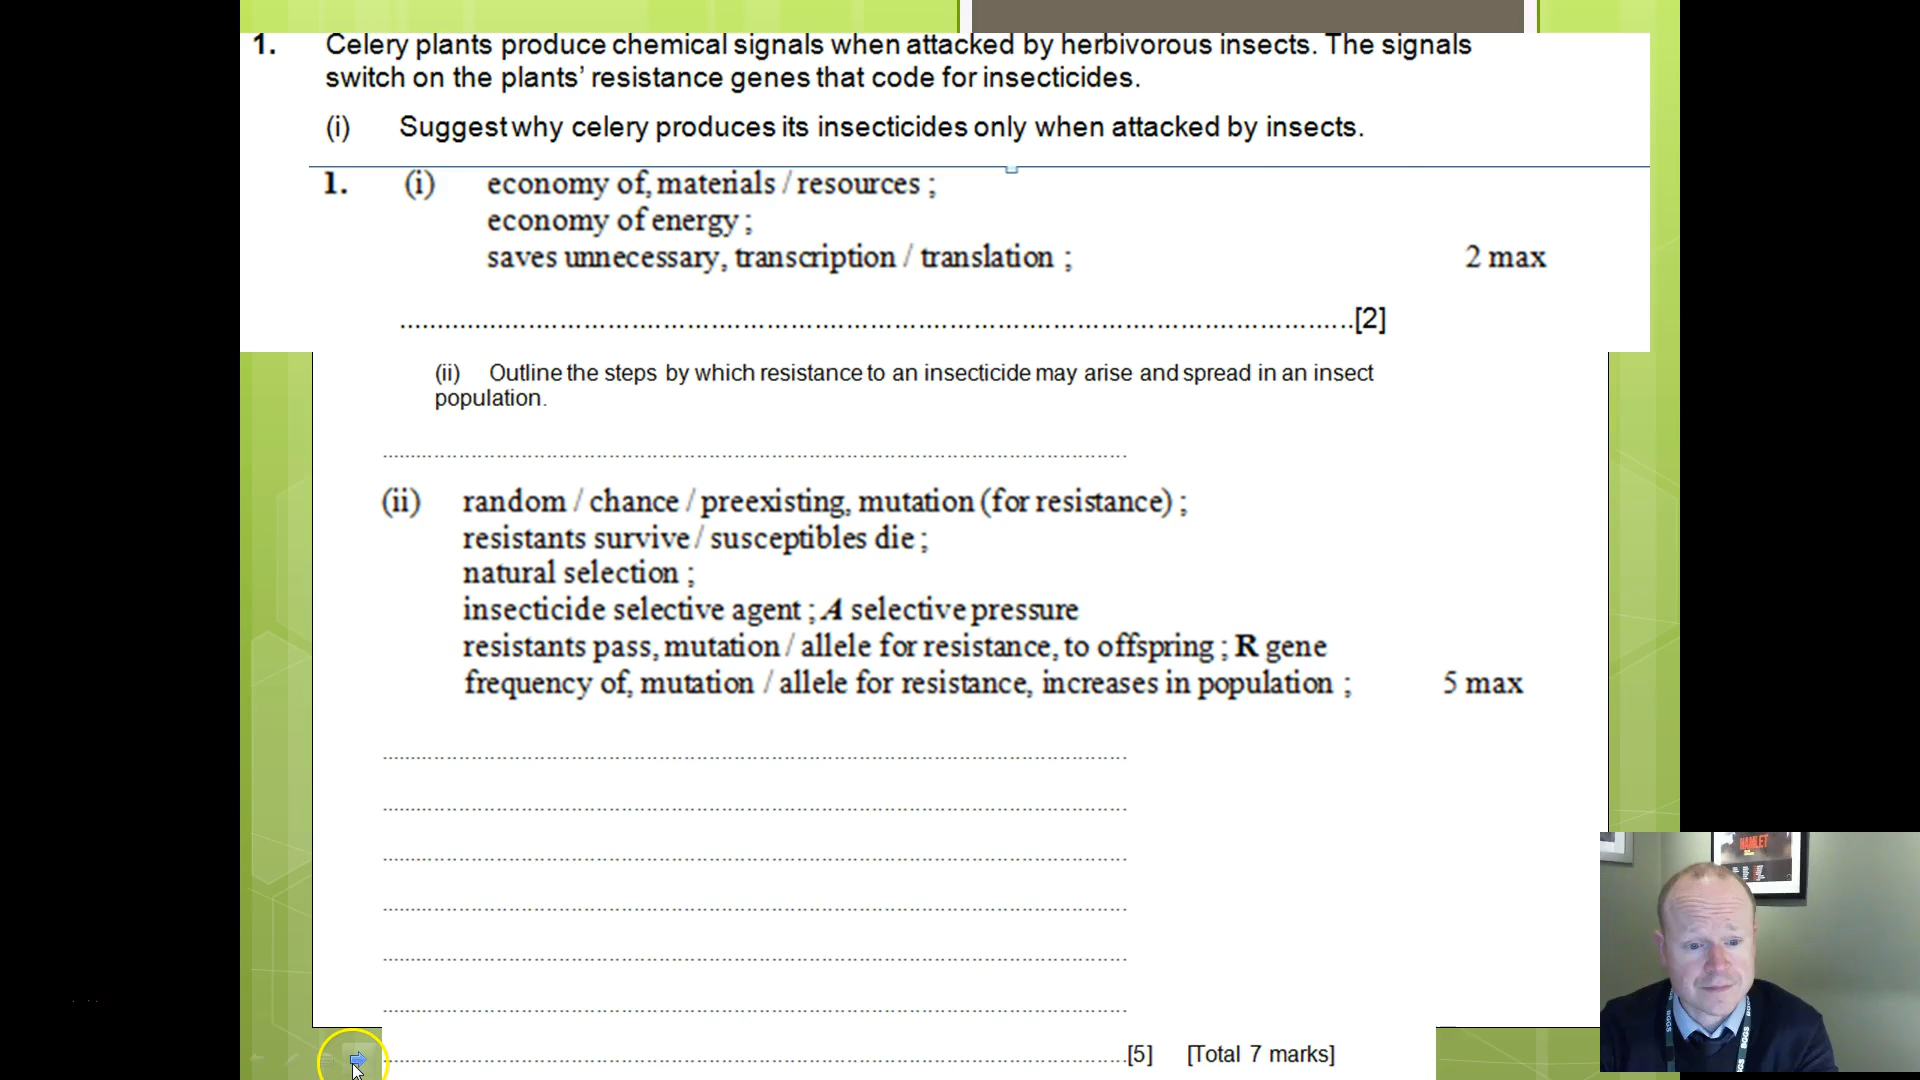 1. Celery plants produce chemical signals when attacked by herbivorous insects. The signals
switch on the plants' resistance genes that code for insecticides.
(i) Suggest why celery produces its insecticides only when attacked by insects.
1. (i) economy of, materials / resources ;
economy of energy ;
saves unnecessary, transcription / translation ; 2 max
[2]
(ii) Outline the steps by which resistance to an insecticide may arise and spread in an insect
population.
(ii) random / chance / preexisting, mutation (for resistance) ;
resistants survive / susceptibles die ;
natural selection ;
insecticide selective agent ; A selective pressure
resistants pass, mutation / allele for resistance, to offspring ; R gene
frequency of, mutation / allele for resistance, increases in population ; 5 max
HAMLET
BGGS
BGGS
[5] [Total 7 marks]